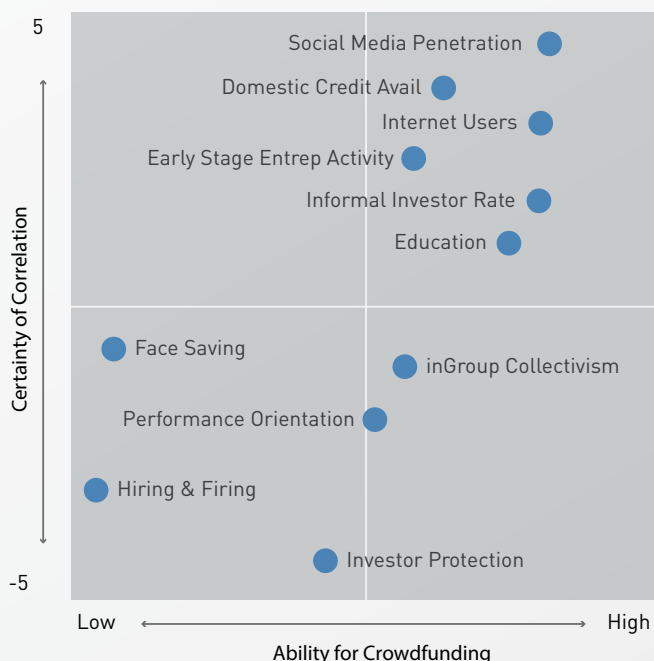 5
Social Media Penetration
Domestic Credit Avail
Internet Users
Early Stage Entrep Activity
Informal Investor Rate
Education
Certainty of Correlation
Face Saving
inGroup Collectivism
Performance Orientation
Hiring & Firing
Investor Protection
-5
Low
High
Ability for Crowdfunding